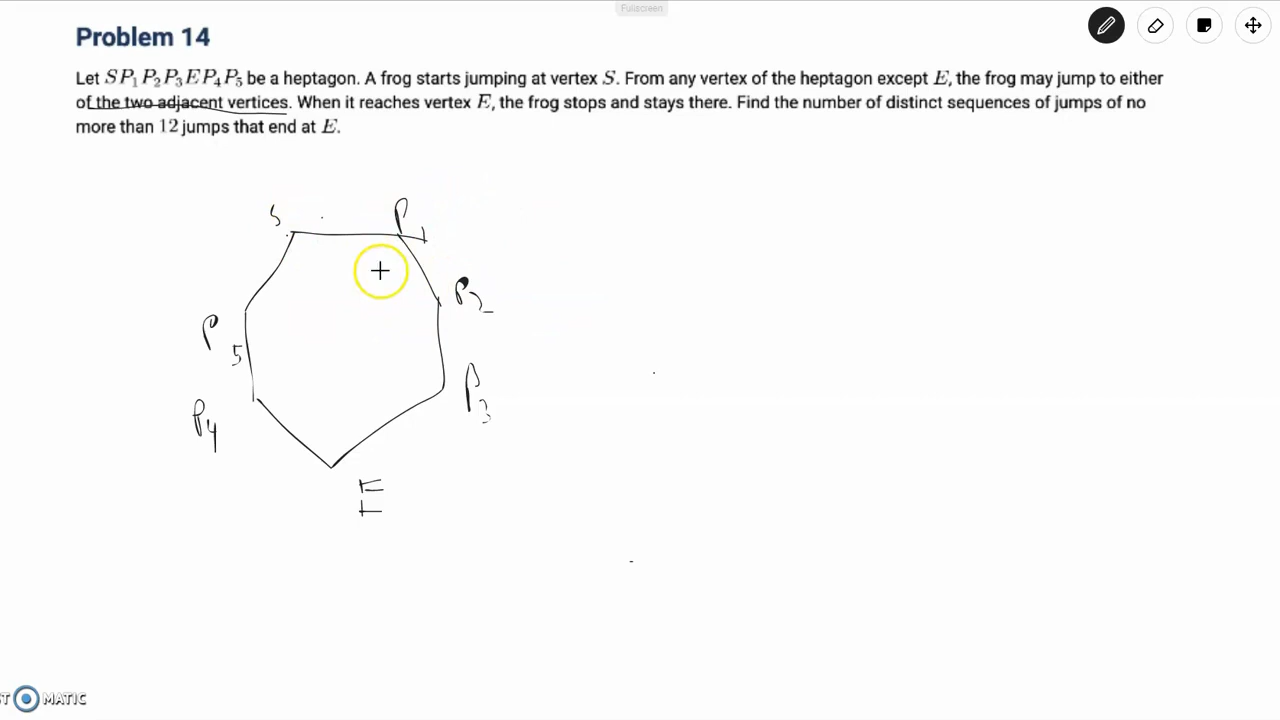 Fullscreen
Problem 14
Let SP₁P₂P₃EP₄P₅ be a heptagon. A frog starts jumping at vertex S. From any vertex of the heptagon except E, the frog may jump to either
of the two adjacent vertices. When it reaches vertex E, the frog stops and stays there. Find the number of distinct sequences of jumps of no
more than 12 jumps that end at E.
S P₁
P₂
P₅
P₃
P₄
E
MATIC